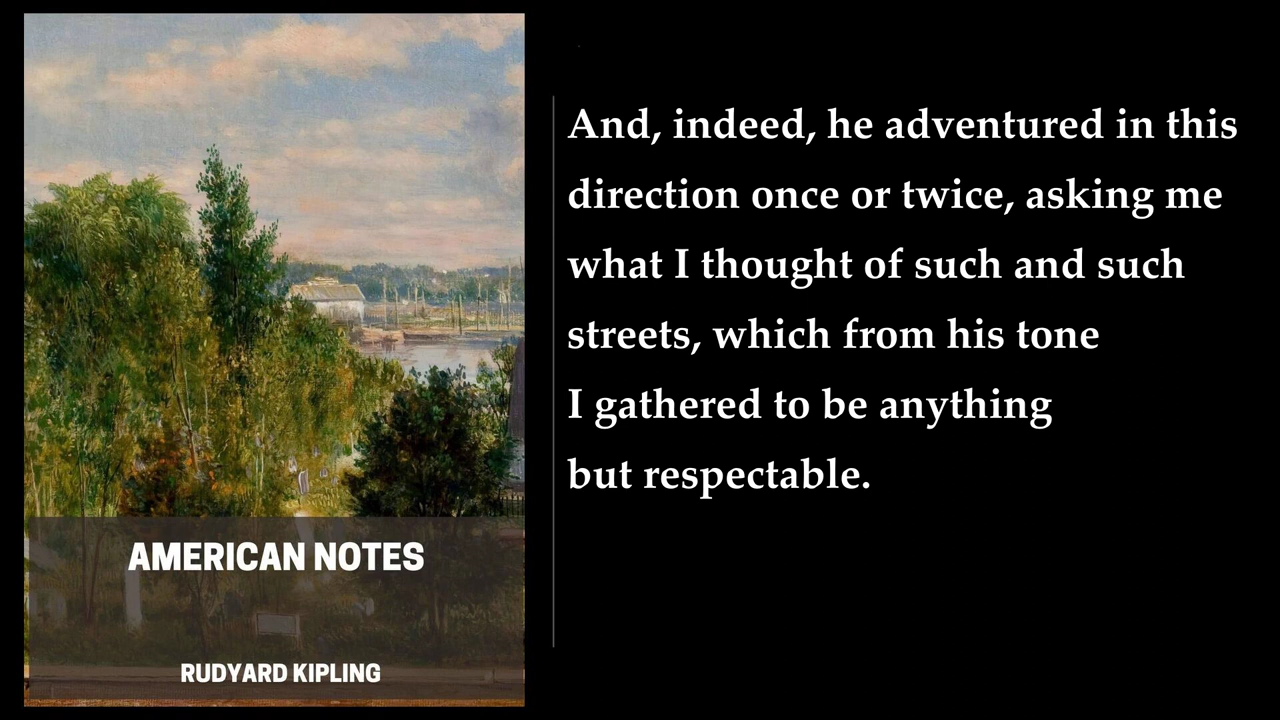 AMERICAN NOTES
RUDYARD KIPLING
And, indeed, he adventured in this
direction once or twice, asking me
what I thought of such and such
streets, which from his tone
I gathered to be anything
but respectable.